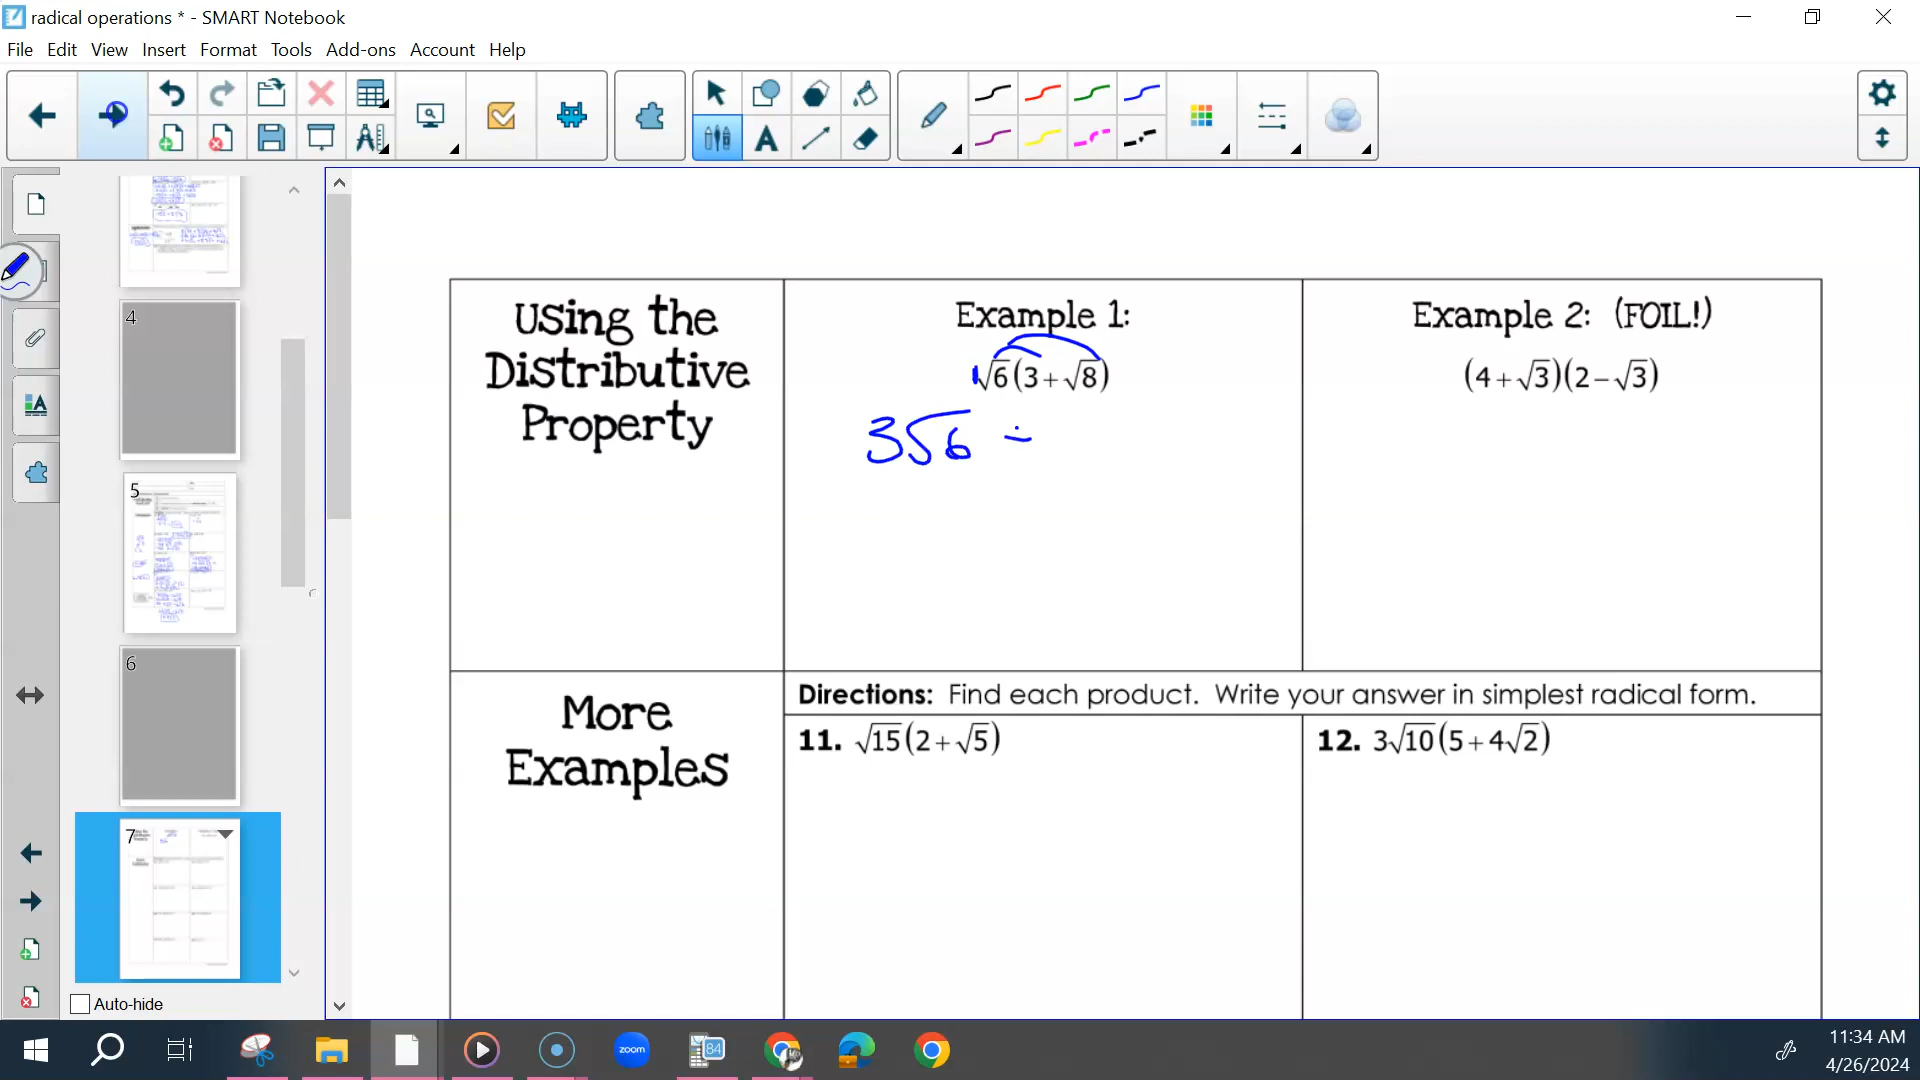 radical operations * - SMART Notebook
File Edit View Insert Format Tools Add-ons Account Help
4
5
6
7
Auto-hide
Using the
Distributive
Property
Example 1:
√6(3+√8)
1
3√6
Example 2: (FOIL!)
(4+√3)(2−√3)
More
Examples
Directions: Find each product. Write your answer in simplest radical form.
11. √15(2+√5)
12. 3√10(5+4√2)
zoom
84
11:34 AM
4/26/2024